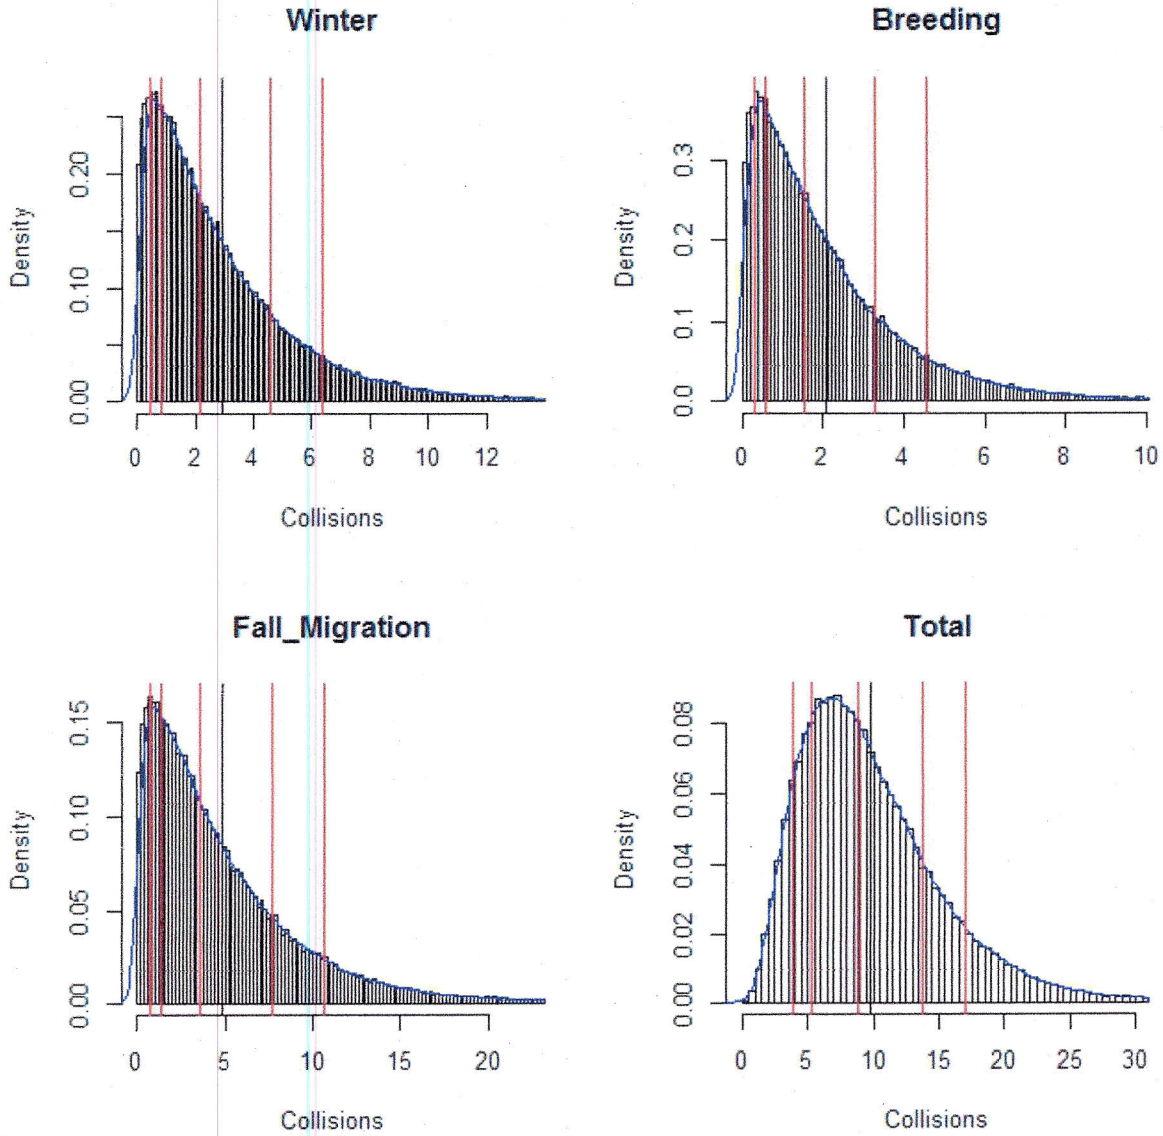 Winter
Density
0.00 0.10 0.20
0 2 4 6 8 10 12
Collisions
Breeding
Density
0.0 0.1 0.2 0.3
0 2 4 6 8 10
Collisions
Fall_Migration
Density
0.00 0.05 0.10 0.15
0 5 10 15 20
Collisions
Total
Density
0.00 0.02 0.04 0.06 0.08
0 5 10 15 20 25 30
Collisions